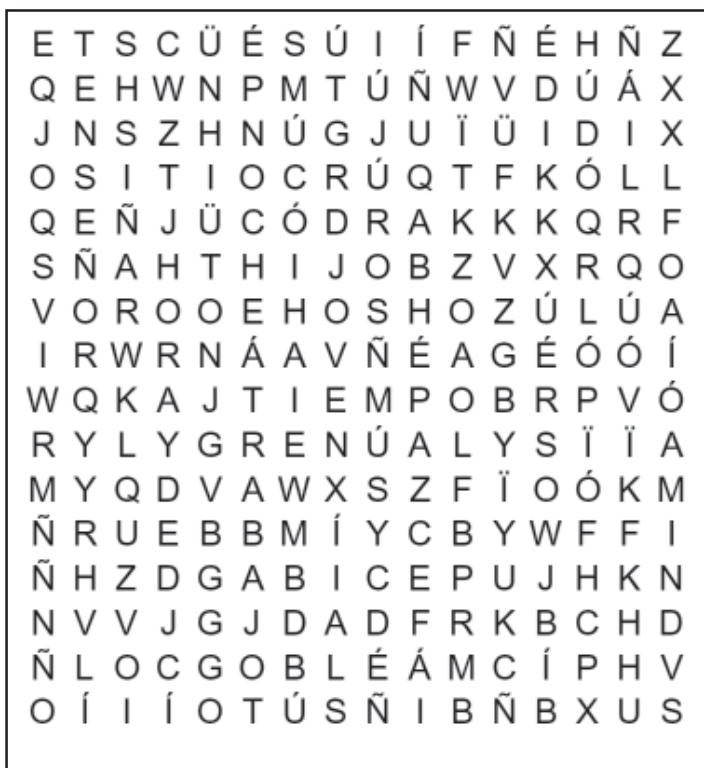 E T S C Ü É S Ú I Í F Ñ É H Ñ Z
Q E H W N P M T Ú Ñ W V D Ú Á X
J N S Z H N Ú G J U Ï Ü I D I X
O S I T I O C R Ú Q T F K Ó L L
Q E Ñ J Ü C Ó D R A K K K Q R F
S Ñ A H T H I J O B Z V X R Q O
V O R O O E H O S H O Z Ú L Ú A
I R W R N Á A V Ñ É A G É Ó Ó Í
W Q K A J T I E M P O B R P V Ó
R Y L Y G R E N Ú A L Y S Ï Ï A
M Y Q D V A W X S Z F Ï O Ó K M
Ñ R U E B B M Í Y C B Y W F F I
Ñ H Z D G A B I C E P U J H K N
N V V J G J D A D F R K B C H D
Ñ L O C G O B L É Á M C Í P H V
O Í I Í O T Ú S Ñ I B Ñ B X U S